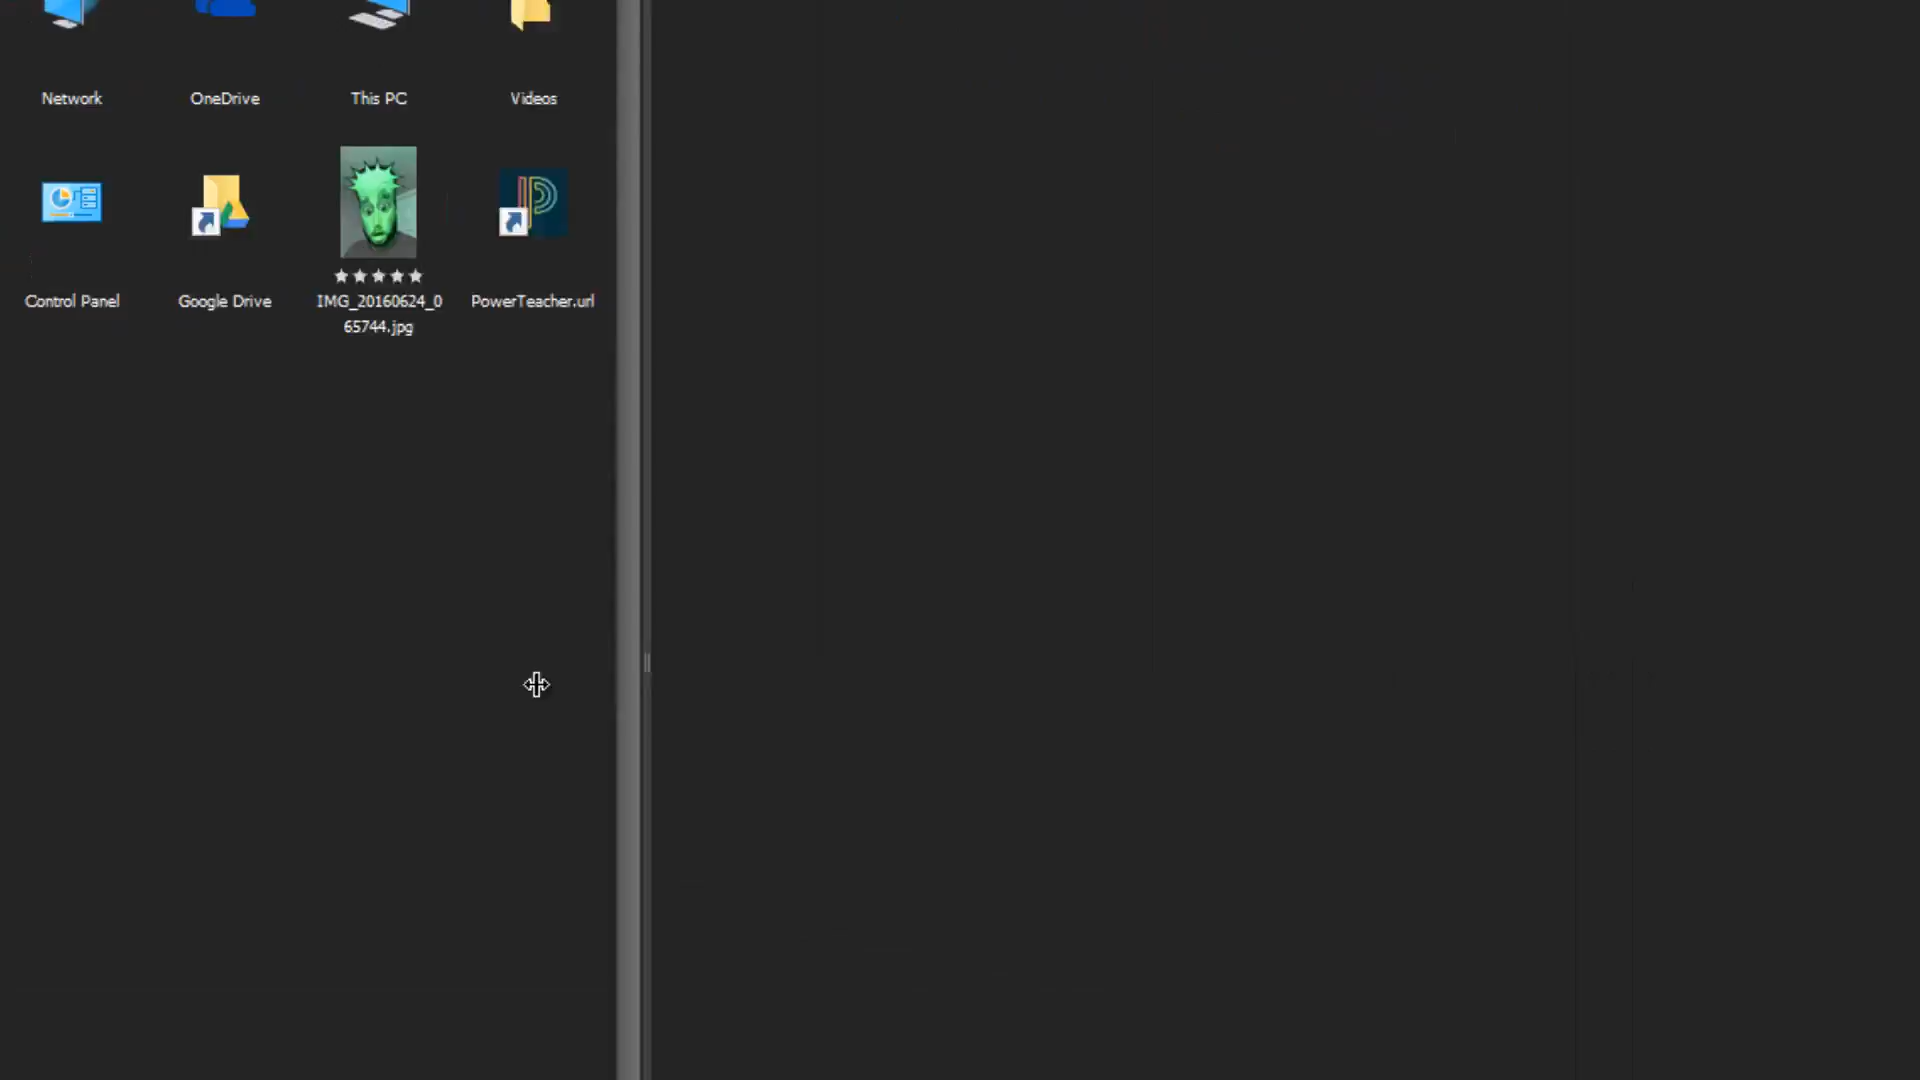 Network OneDrive This PC Videos
Control Panel Google Drive IMG_20160624_0 PowerTeacher.url
65744.jpg